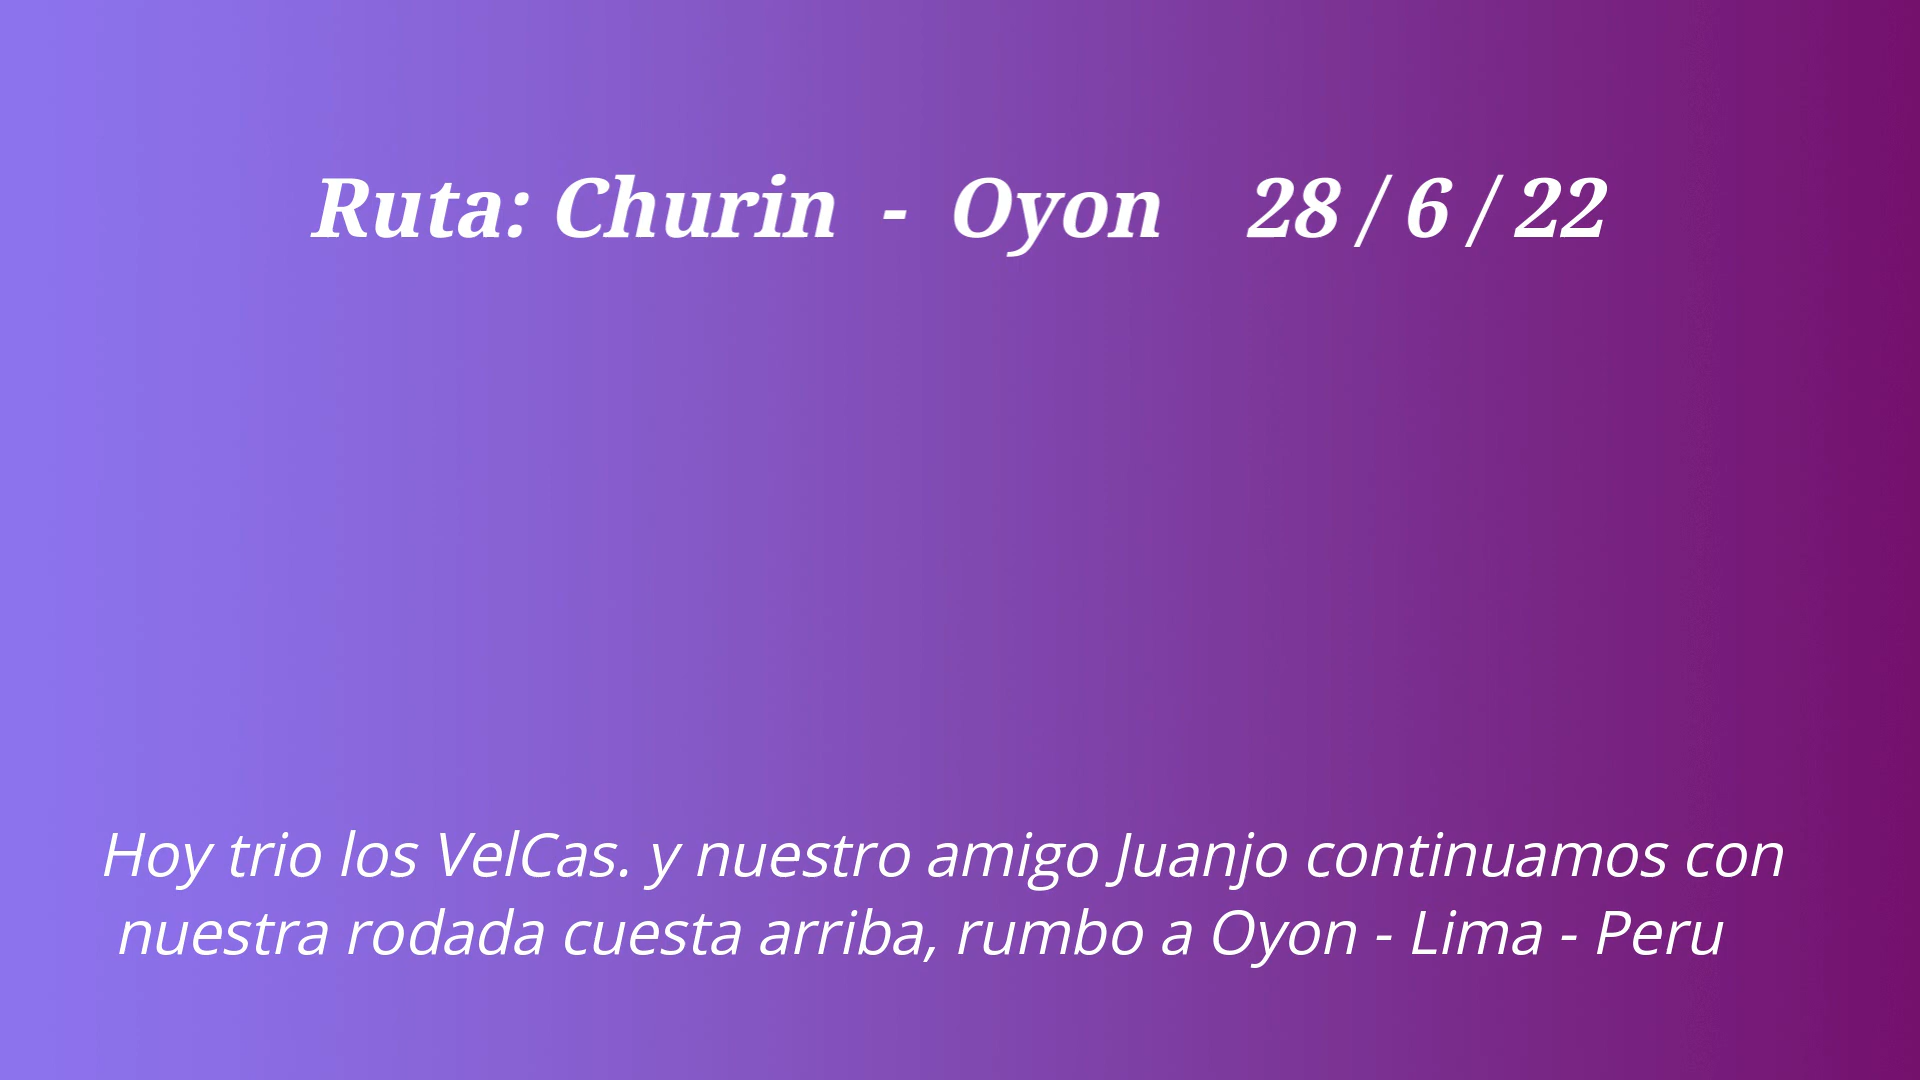 Ruta: Churin - Oyon 28 / 6 / 22
Hoy trio los VelCas. y nuestro amigo Juanjo continuamos con
nuestra rodada cuesta arriba, rumbo a Oyon - Lima - Peru